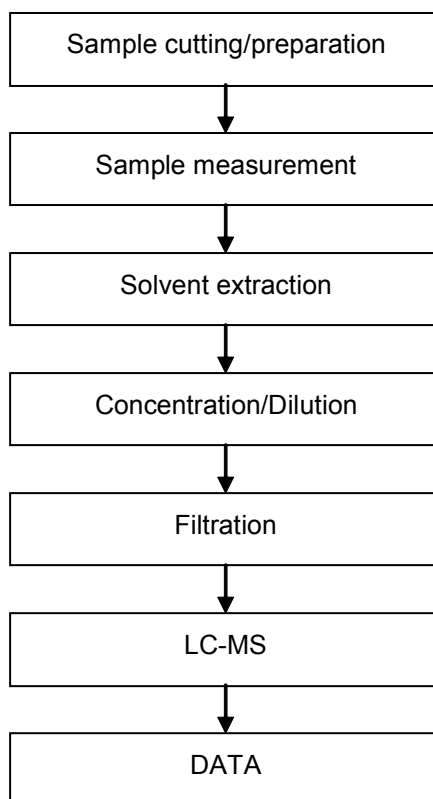 Sample cutting/preparation
Sample measurement
Solvent extraction
Concentration/Dilution
Filtration
LC-MS
DATA